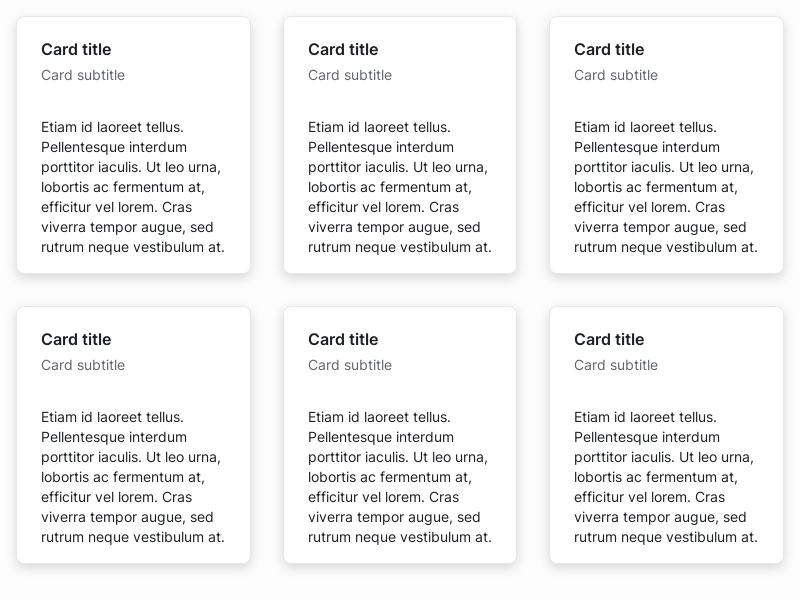 Card title
Card subtitle
Etiam id laoreet tellus.
Pellentesque interdum
porttitor iaculis. Ut leo urna,
lobortis ac fermentum at,
efficitur vel lorem. Cras
viverra tempor augue, sed
rutrum neque vestibulum at.
Card title
Card subtitle
Etiam id laoreet tellus.
Pellentesque interdum
porttitor iaculis. Ut leo urna,
lobortis ac fermentum at,
efficitur vel lorem. Cras
viverra tempor augue, sed
rutrum neque vestibulum at.
Card title
Card subtitle
Etiam id laoreet tellus.
Pellentesque interdum
porttitor iaculis. Ut leo urna,
lobortis ac fermentum at,
efficitur vel lorem. Cras
viverra tempor augue, sed
rutrum neque vestibulum at.
Card title
Card subtitle
Etiam id laoreet tellus.
Pellentesque interdum
porttitor iaculis. Ut leo urna,
lobortis ac fermentum at,
efficitur vel lorem. Cras
viverra tempor augue, sed
rutrum neque vestibulum at.
Card title
Card subtitle
Etiam id laoreet tellus.
Pellentesque interdum
porttitor iaculis. Ut leo urna,
lobortis ac fermentum at,
efficitur vel lorem. Cras
viverra tempor augue, sed
rutrum neque vestibulum at.
Card title
Card subtitle
Etiam id laoreet tellus.
Pellentesque interdum
porttitor iaculis. Ut leo urna,
lobortis ac fermentum at,
efficitur vel lorem. Cras
viverra tempor augue, sed
rutrum neque vestibulum at.